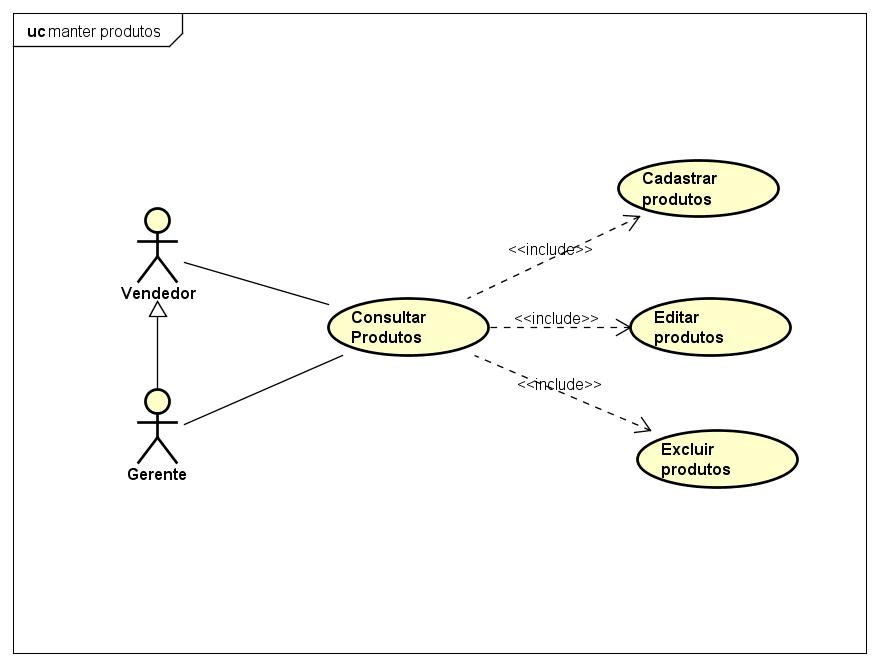 uc manter produtos
Cadastrar
produtos
<<include>>
Vendedor
Consultar
Produtos
<<include>>
Editar
produtos
<<include>>
Gerente
Excluir
produtos